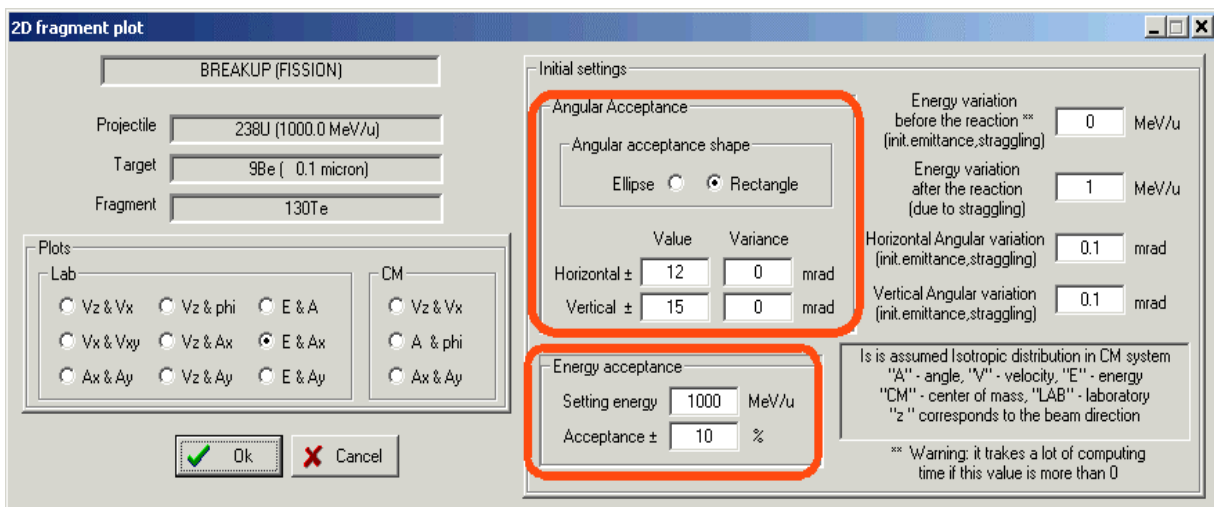 2D fragment plot
BREAKUP (FISSION)
Projectile 238U (1000.0 MeV/u)
Target 9Be ( 0.1 micron)
Fragment 130Te
Plots
Lab
Vz & Vx Vz & phi E & A
Vx & Vxy Vz & Ax E & Ax
Ax & Ay Vz & Ay E & Ay
CM
Vz & Vx
A & phi
Ax & Ay
Ok Cancel
Initial settings
Angular Acceptance
Angular acceptance shape
Ellipse Rectangle
Value Variance
Horizontal ± 12 0 mrad
Vertical ± 15 0 mrad
Energy acceptance
Setting energy 1000 MeV/u
Acceptance ± 10 %
Energy variation
before the reaction ** 0 MeV/u
(init.emittance,straggling)
Energy variation
after the reaction 1 MeV/u
(due to straggling)
Horizontal Angular variation 0.1 mrad
(init.emittance,straggling)
Vertical Angular variation 0.1 mrad
(init.emittance,straggling)
Is is assumed Isotropic distribution in CM system
"A" - angle, "V" - velocity, "E" - energy
"CM" - center of mass, "LAB" - laboratory
"z " corresponds to the beam direction
** Warning: it trakes a lot of computing
time if this value is more than 0